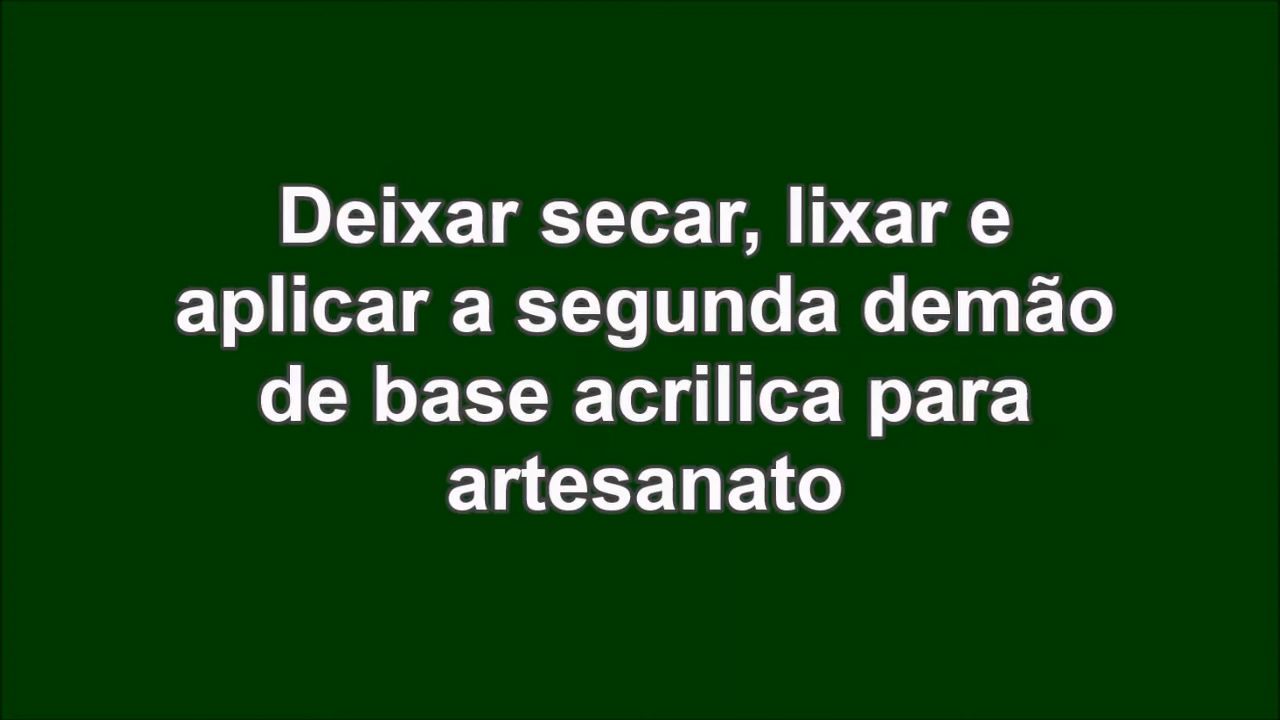 Deixar secar, lixar e
aplicar a segunda demão
de base acrilica para
artesanato